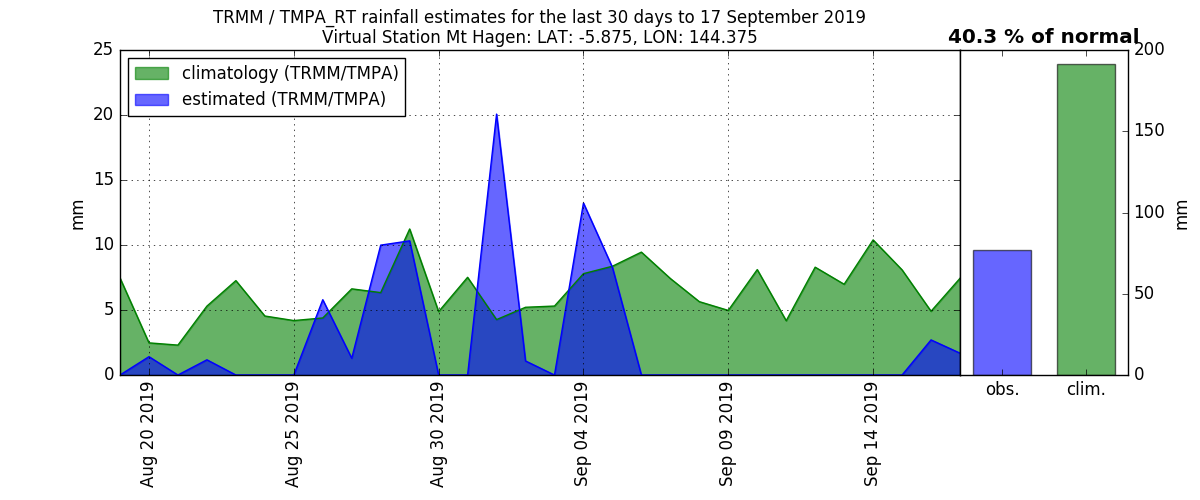 TRMM / TMPA_RT rainfall estimates for the last 30 days to 17 September 2019
Virtual Station Mt Hagen: LAT: -5.875, LON: 144.375
40.3 % of normal
climatology (TRMM/TMPA)
estimated (TRMM/TMPA)
25
20
15
10
5
0
mm
Aug 20 2019
Aug 25 2019
Aug 30 2019
Sep 04 2019
Sep 09 2019
Sep 14 2019
200
150
100
50
0
mm
obs.
clim.